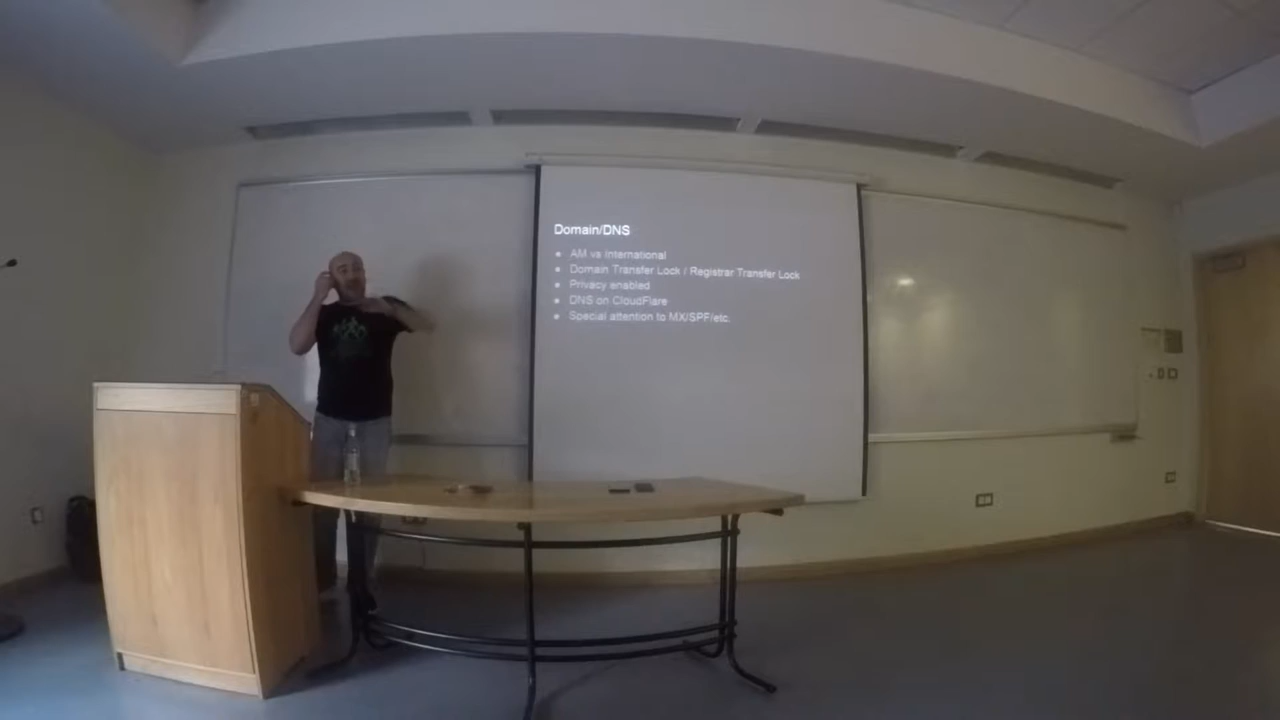 Domain/DNS
AM vs International
Domain Transfer Lock / Registrar Transfer Lock
Privacy enabled
DNS on CloudFlare
Special attention to MX/SPF/etc.